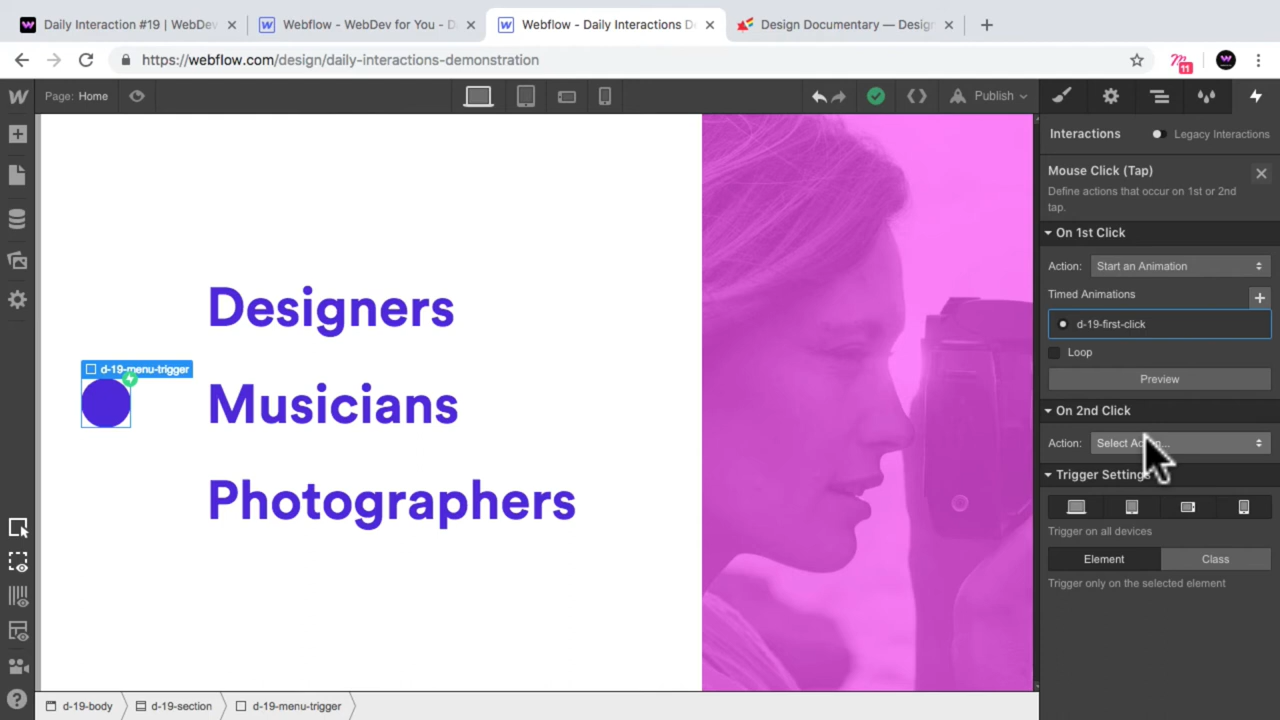 Daily Interaction #19 | WebDev
Webflow - WebDev for You - D
Webflow - Daily Interactions De
Design Documentary — Design
https://webflow.com/design/daily-interactions-demonstration
11
Page: Home
Publish
Interactions
Legacy Interactions
Mouse Click (Tap)
Define actions that occur on 1st or 2nd
tap.
On 1st Click
Action: Start an Animation
Timed Animations
d-19-first-click
Loop
Preview
On 2nd Click
Action: Select
Trigger Settings
Trigger on all devices
Element
Class
Trigger only on the selected element
Designers
d-19-menu-trigger
Musicians
Photographers
d-19-body
d-19-section
d-19-menu-trigger